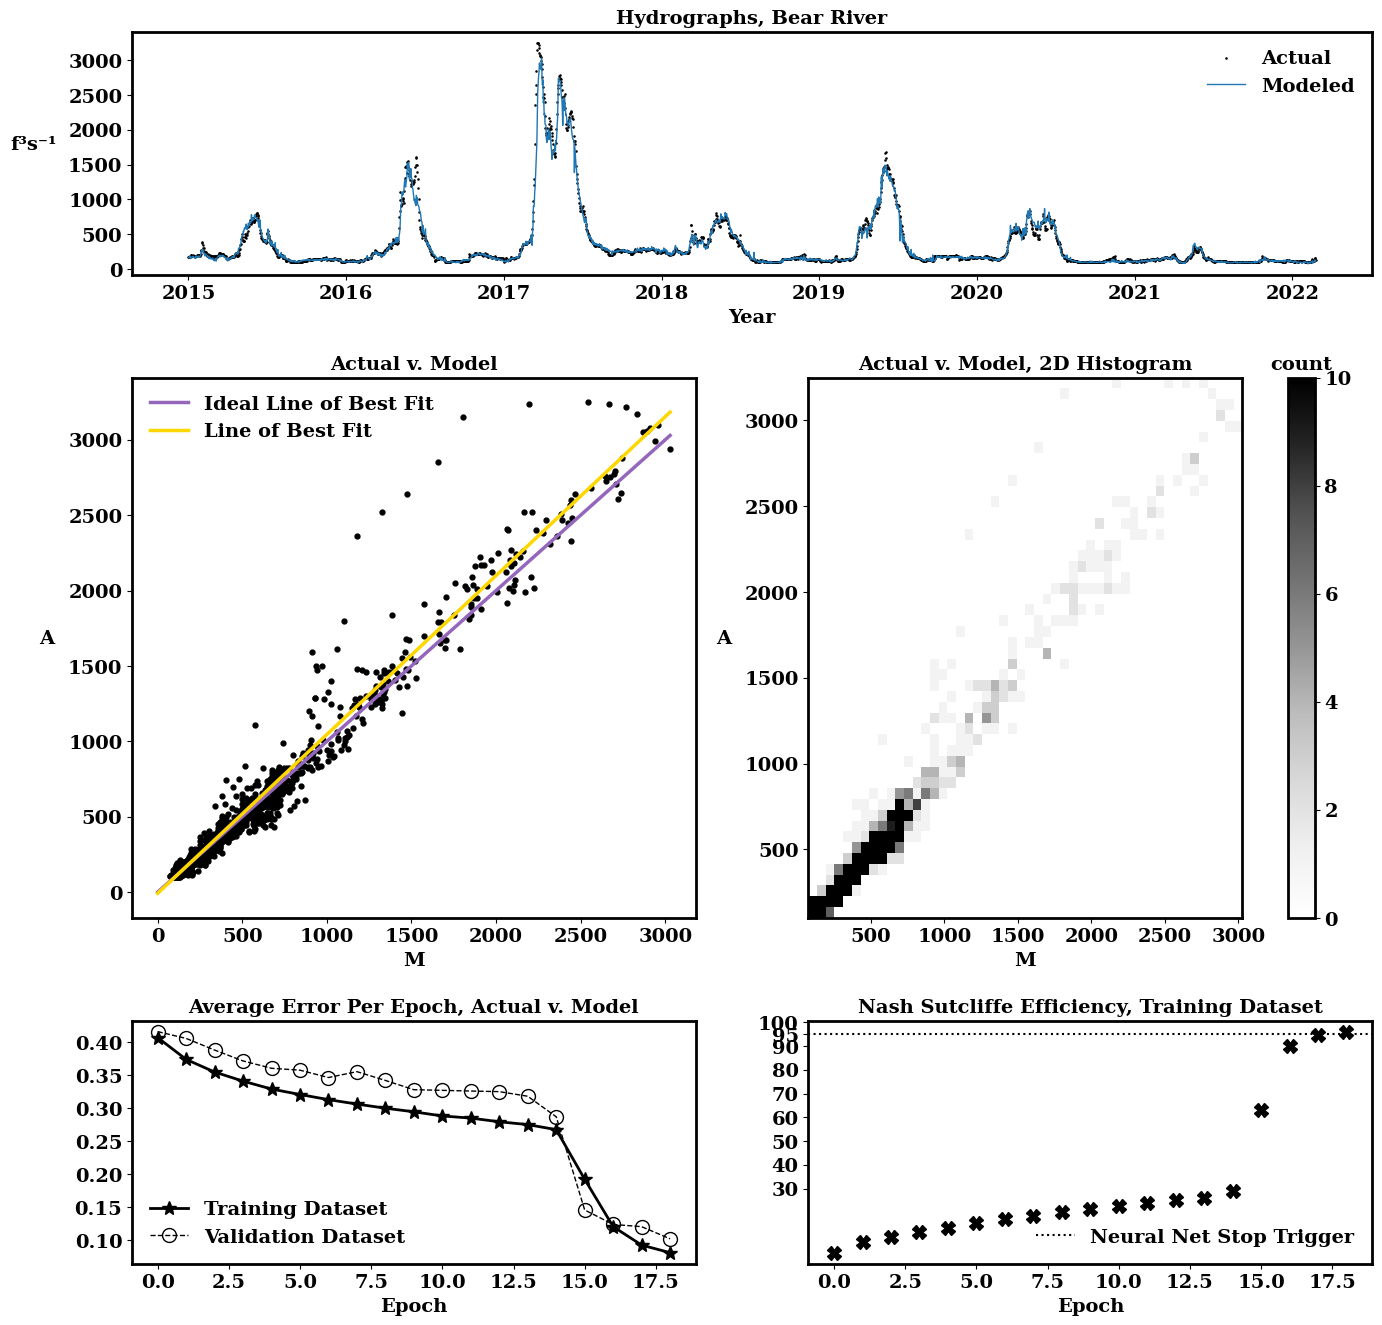 Hydrographs, Bear River
3000
2500
2000
1500
1000
500
0
f³s⁻¹
Actual
Modeled
2015 2016 2017 2018 2019 2020 2021 2022
Year
Actual v. Model
Ideal Line of Best Fit
Line of Best Fit
3000
2500
2000
1500
1000
500
0
A
0 500 1000 1500 2000 2500 3000
M
Actual v. Model, 2D Histogram
3000
2500
2000
1500
1000
500
A
500 1000 1500 2000 2500 3000
M
count
10
8
6
4
2
0
Average Error Per Epoch, Actual v. Model
0.40
0.35
0.30
0.25
0.20
0.15
0.10
Training Dataset
Validation Dataset
0.0 2.5 5.0 7.5 10.0 12.5 15.0 17.5
Epoch
Nash Sutcliffe Efficiency, Training Dataset
100
95
90
80
70
60
50
40
30
Neural Net Stop Trigger
0.0 2.5 5.0 7.5 10.0 12.5 15.0 17.5
Epoch